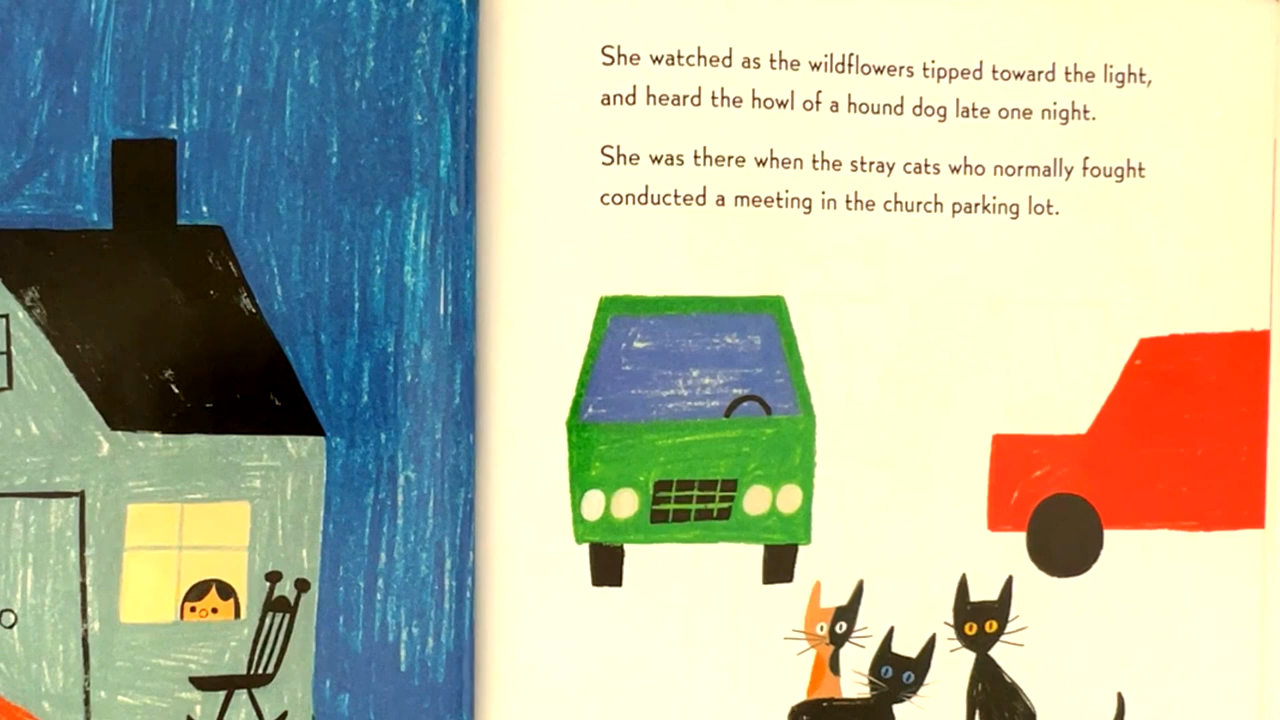 She watched as the wildflowers tipped toward the light,
and heard the howl of a hound dog late one night.
She was there when the stray cats who normally fought
conducted a meeting in the church parking lot.